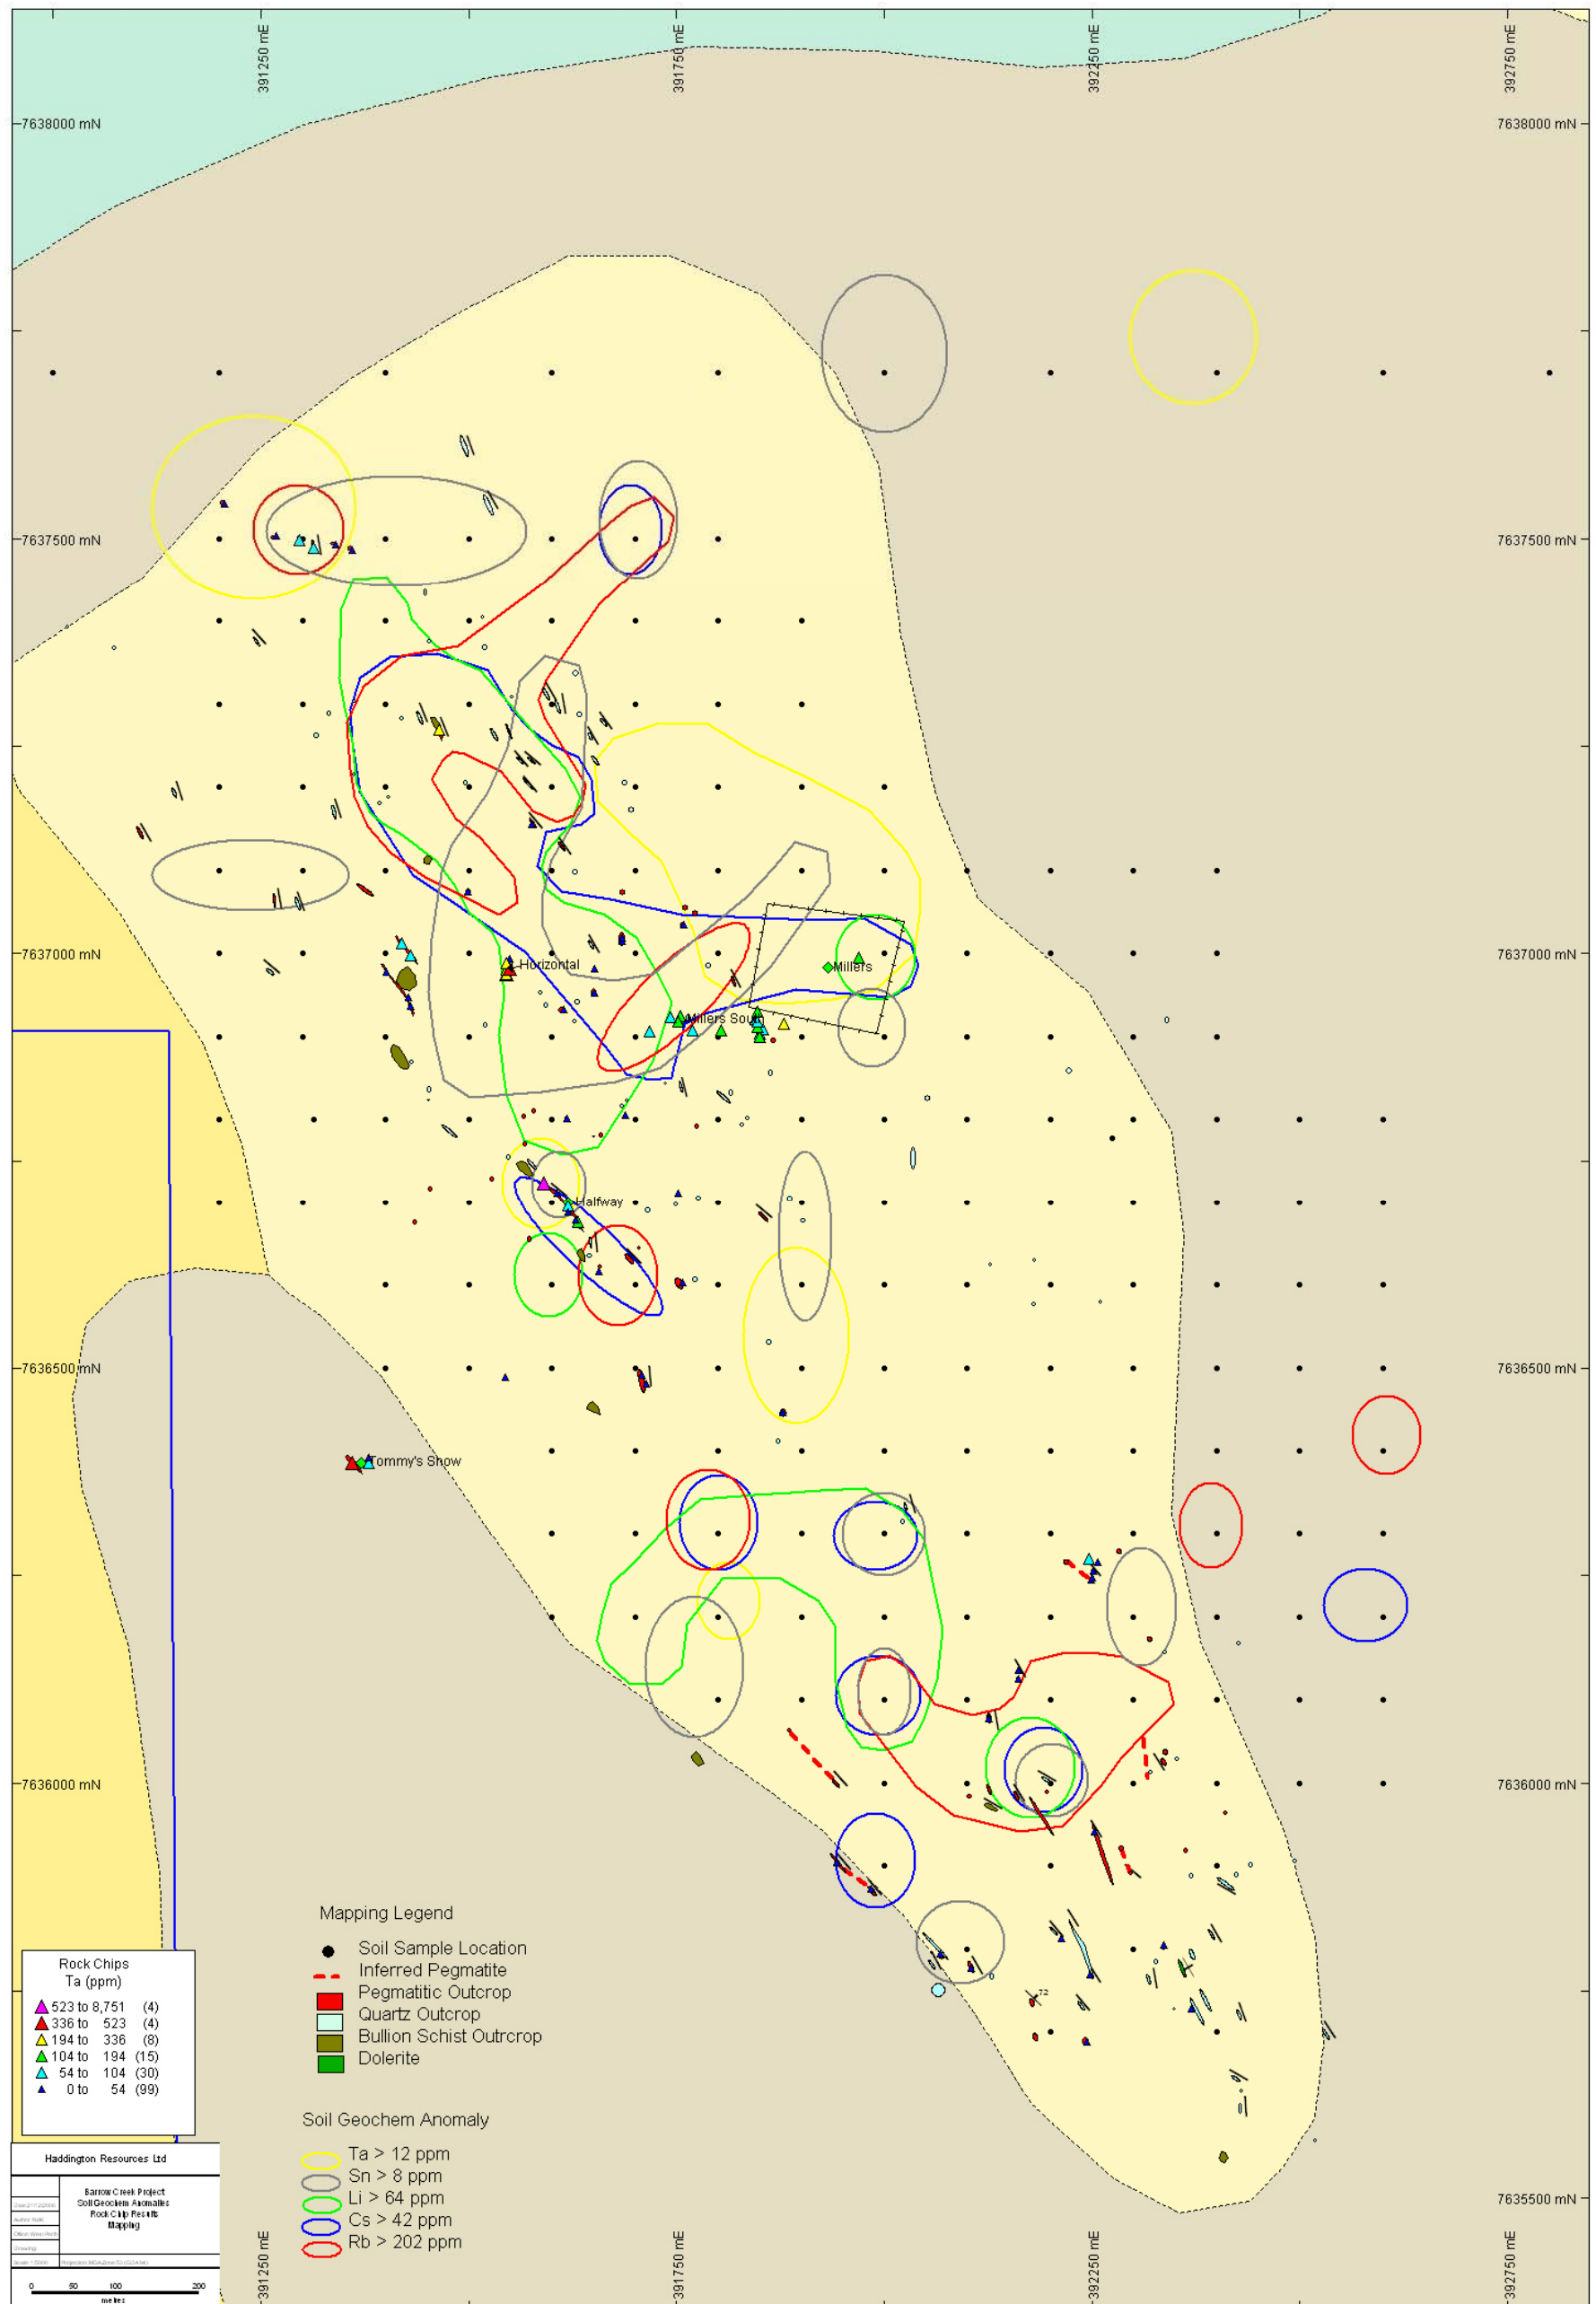 391250 mE
391750 mE
392250 mE
392750 mE
7638000 mN
7638000 mN
7637500 mN
7637500 mN
7637000 mN
Horizontal
Millers
7637000 mN
Millers South
Halfway
7636500 mN
7636500 mN
Tommy's Show
7636000 mN
7636000 mN
72
Mapping Legend
Soil Sample Location
Inferred Pegmatite
Pegmatitic Outcrop
Quartz Outcrop
Bullion Schist Outrcrop
Dolerite
Rock Chips
Ta (ppm)
523 to 8,751 (4)
336 to 523 (4)
194 to 336 (8)
104 to 194 (15)
54 to 104 (30)
0 to 54 (99)
Soil Geochem Anomaly
Ta > 12 ppm
Sn > 8 ppm
Li > 64 ppm
Cs > 42 ppm
Rb > 202 ppm
Haddington Resources Ltd
Barrow Creek Project
Soil Geochem Anomalies
Rock Chip Results
Mapping
0 50 100 200
metres
7635500 mN
391250 mE
391750 mE
392250 mE
392750 mE